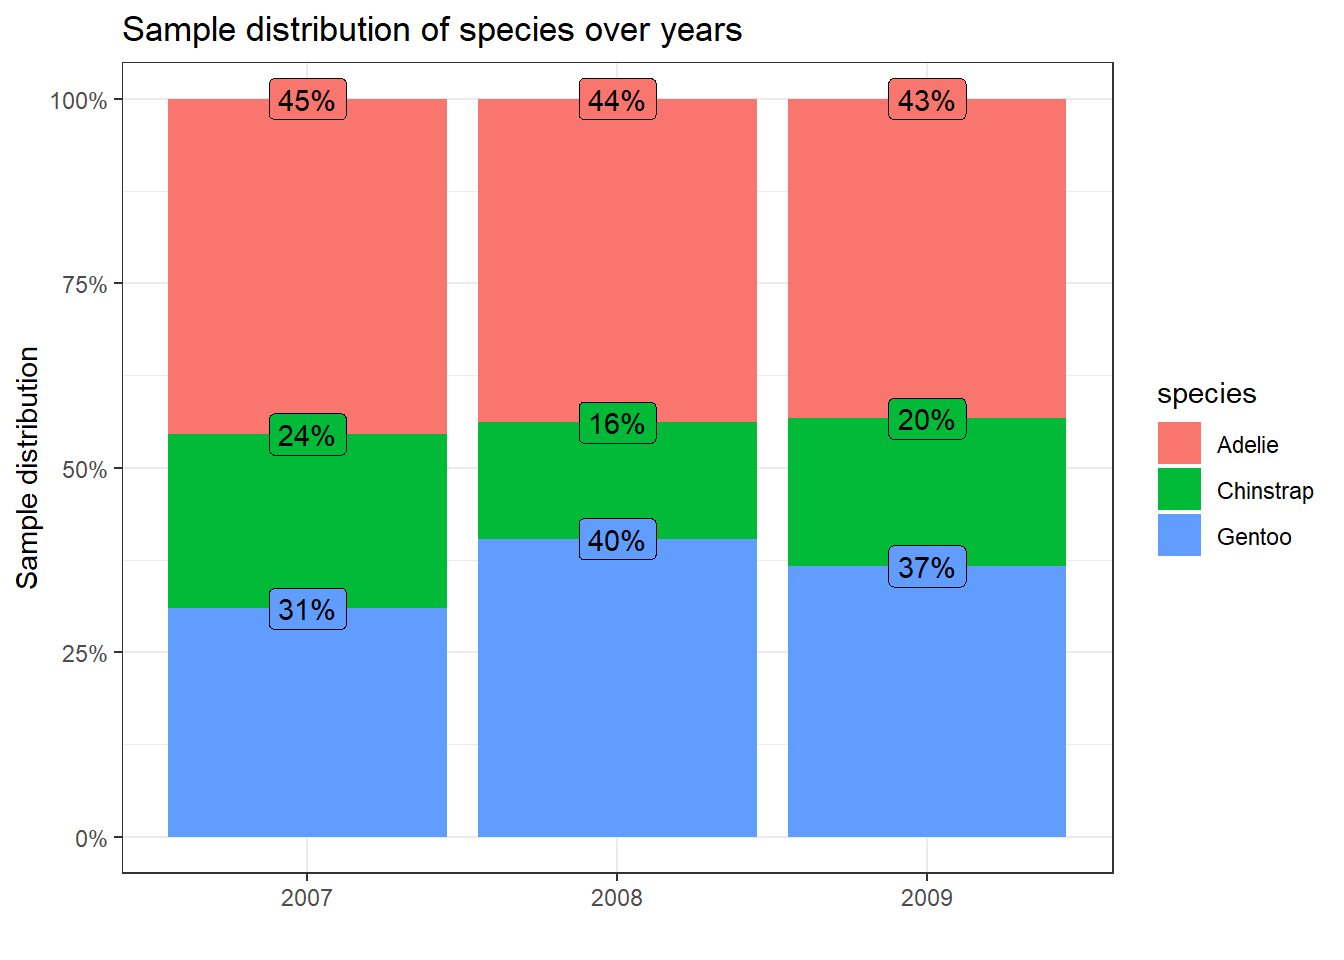 Sample distribution of species over years
Sample distribution
100%
75%
50%
25%
0%
45%
44%
43%
24%
16%
20%
31%
40%
37%
2007
2008
2009
species
Adelie
Chinstrap
Gentoo